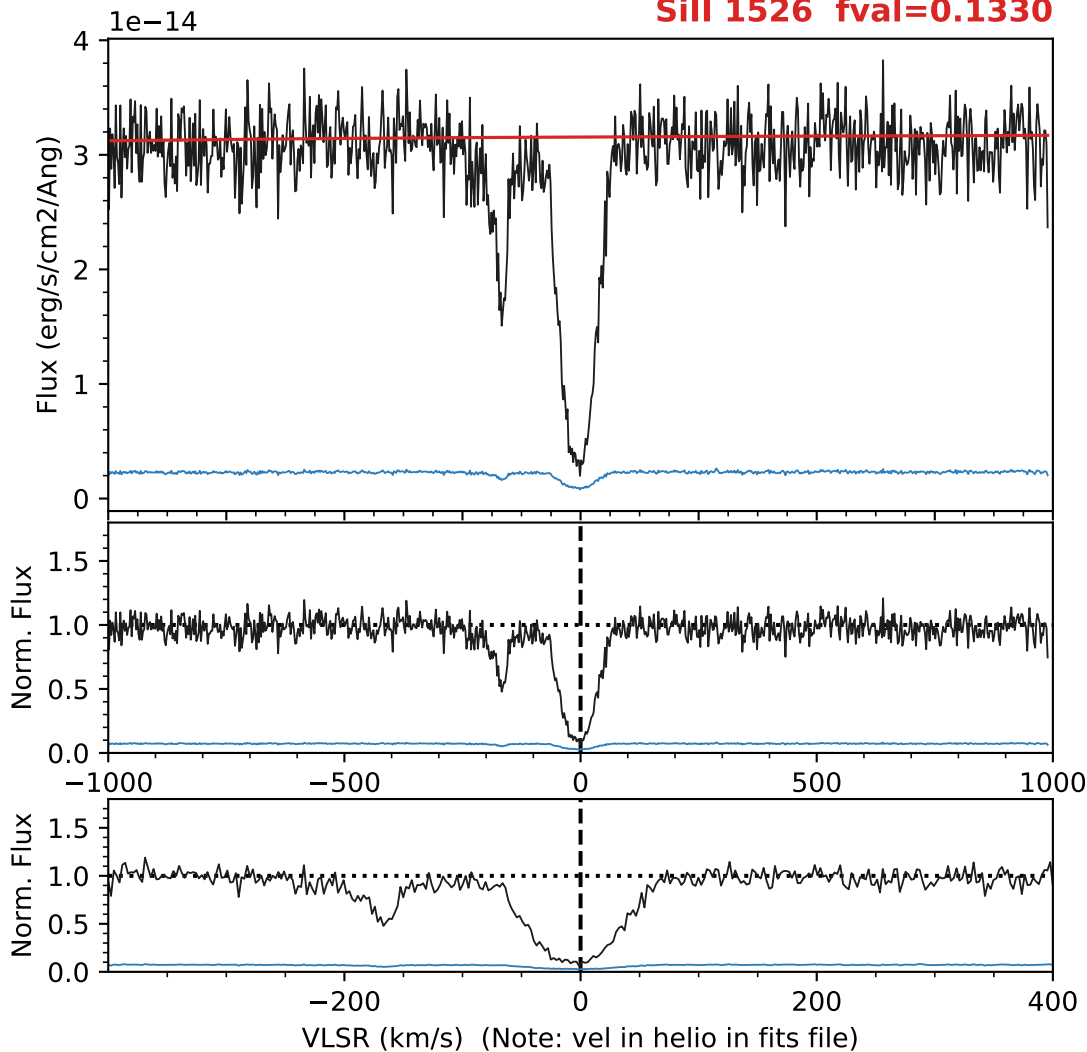 SiII 1526  fval=0.1330
1e−14
4
3
2
1
0
Flux (erg/s/cm2/Ang)
1.5
1.0
0.5
0.0
Norm. Flux
−1000 −500 0 500 1000
1.5
1.0
0.5
0.0
Norm. Flux
−200 0 200 400
VLSR (km/s)  (Note: vel in helio in fits file)